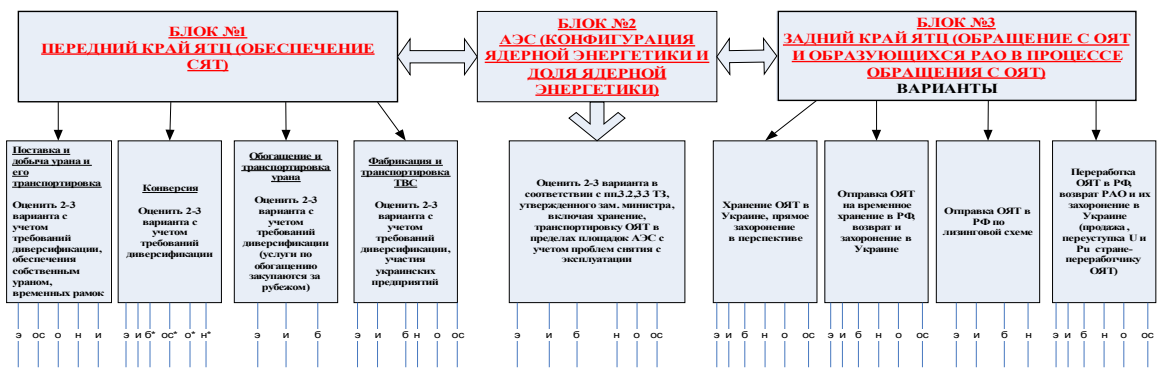 БЛОК №1
ПЕРЕДНИЙ КРАЙ ЯТЦ (ОБЕСПЕЧЕНИЕ
СЯТ)
БЛОК №2
АЭС (КОНФИГУРАЦИЯ
ЯДЕРНОЙ ЭНЕРГЕТИКИ И
ДОЛЯ ЯДЕРНОЙ
ЭНЕРГЕТИКИ)
БЛОК №3
ЗАДНИЙ КРАЙ ЯТЦ (ОБРАЩЕНИЕ С ОЯТ
И ОБРАЗУЮЩИХСЯ РАО В ПРОЦЕССЕ
ОБРАЩЕНИЯ С ОЯТ)
ВАРИАНТЫ
Поставка и
добыча урана и
его
транспортировка
Оценить 2-3
варианта с
учетом
требований
диверсификации,
обеспечения
собственным
ураном,
временных рамок
Конверсия
Оценить 2-3
варианта с
учетом
требований
диверсификации
Обогащение и
транспортировка
урана
Оценить 2-3
варианта с
учетом
требований
диверсификации
(услуги по
обогащению
закупаются за
рубежом)
Фабрикация и
транспортировка
ТВС
Оценить 2-3
варианта с
учетом
требований
диверсификации,
участия
украинских
предприятий
Оценить 2-3 варианта в
соответствии с пп.3.2,3.3 ТЗ,
утвержденного зам. министра,
включая хранение,
транспортировку ОЯТ в
пределах площадок АЭС с
учетом проблем снятия с
эксплуатации
Хранение ОЯТ в
Украине, прямое
захоронение
в перспективе
Отправка ОЯТ
на временное
хранение в РФ,
возврат и
захоронение в
Украине
Отправка ОЯТ в
РФ по
лизинговой схеме
Переработка
ОЯТ в РФ,
возврат РАО и их
захоронение в
Украине
(продажа,
переуступка U и
Pu стране-
переработчику
ОЯТ)
э ос о н и
э и б* ос* о* н*
э и б
э и б н о ос
э и б н о ос
э и б н о ос
э и б н о ос
э и б н
э и б н о ос